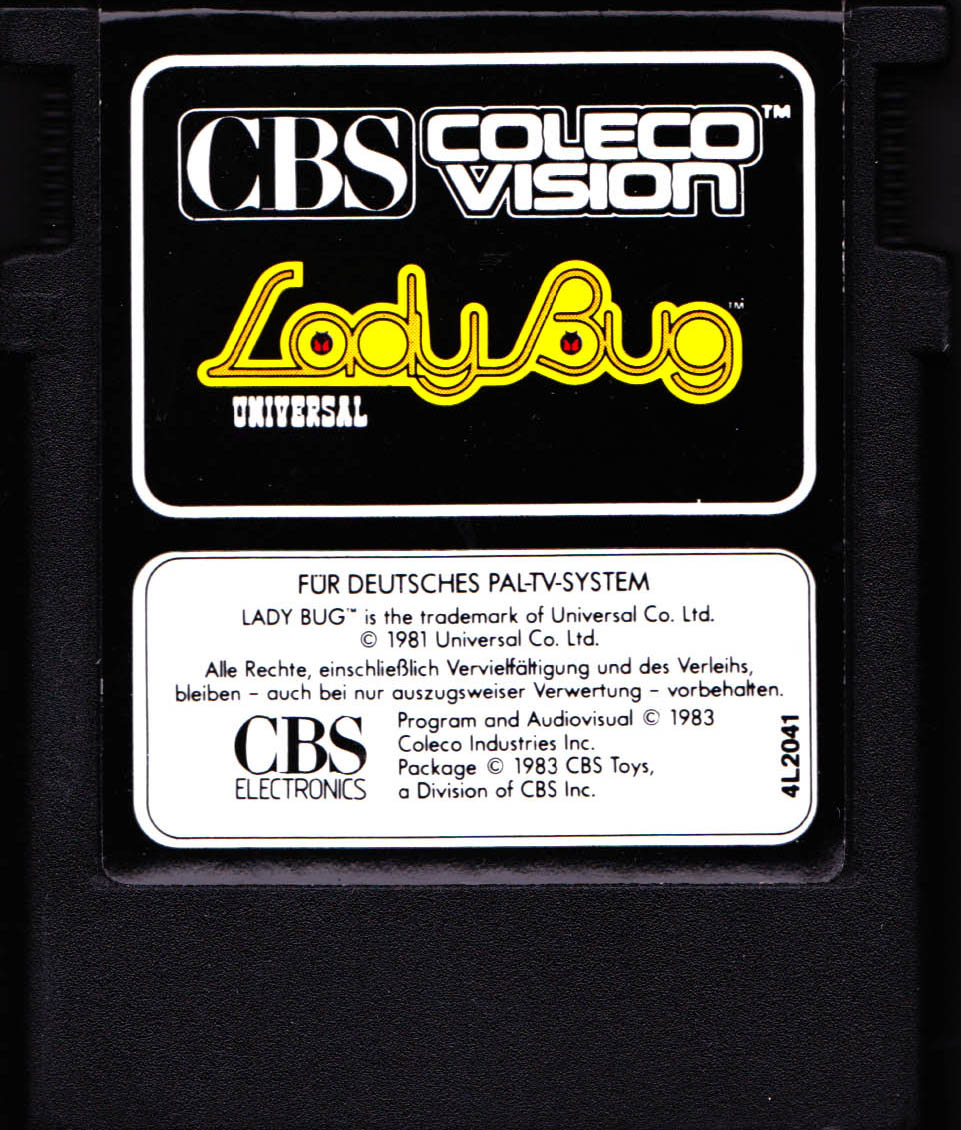 CBS COLECO VISION™
Lady Bug™
UNIVERSAL
FÜR DEUTSCHES PAL-TV-SYSTEM
LADY BUG™ is the trademark of Universal Co. Ltd.
© 1981 Universal Co. Ltd.
Alle Rechte, einschließlich Vervielfältigung und des Verleihs,
bleiben – auch bei nur auszugsweiser Verwertung – vorbehalten.
CBS
ELECTRONICS
Program and Audiovisual © 1983
Coleco Industries Inc.
Package © 1983 CBS Toys,
a Division of CBS Inc.
4L2041